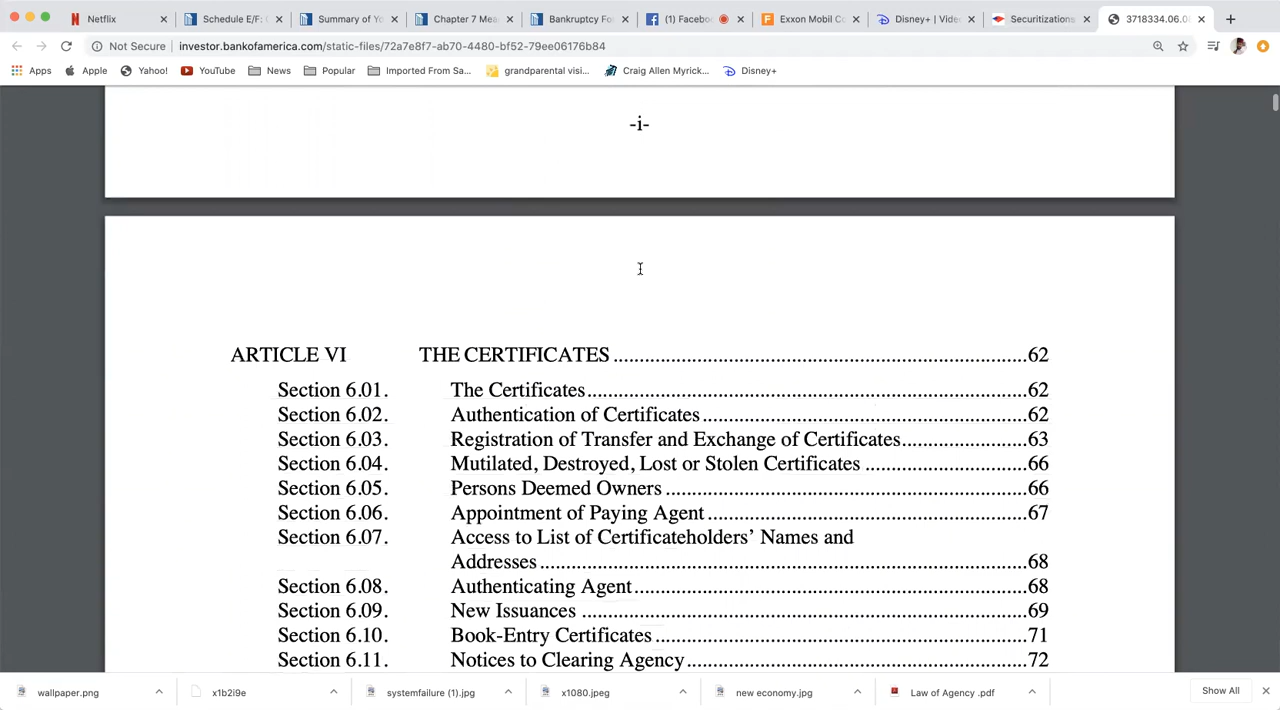 Netflix
Schedule E/F:
Summary of Yo
Chapter 7 Mea
Bankruptcy Fo
(1) Facebo
Exxon Mobil Co
Disney+ | Vide
Securitizations
3718334.06.0
Not Secure
investor.bankofamerica.com/static-files/72a7e8f7-ab70-4480-bf52-79ee06176b84
Apps
Apple
Yahoo!
YouTube
News
Popular
Imported From Sa...
grandparental visi...
Craig Allen Myrick...
Disney+
-i-
ARTICLE VI THE CERTIFICATES ................................................................................62
Section 6.01. The Certificates.....................................................................................62
Section 6.02. Authentication of Certificates...............................................................62
Section 6.03. Registration of Transfer and Exchange of Certificates.........................63
Section 6.04. Mutilated, Destroyed, Lost or Stolen Certificates ................................66
Section 6.05. Persons Deemed Owners ......................................................................66
Section 6.06. Appointment of Paying Agent ..............................................................67
Section 6.07. Access to List of Certificateholders’ Names and
Addresses ..............................................................................................68
Section 6.08. Authenticating Agent............................................................................68
Section 6.09. New Issuances ......................................................................................69
Section 6.10. Book-Entry Certificates ........................................................................71
Section 6.11. Notices to Clearing Agency ..................................................................72
wallpaper.png
x1b2i9e
systemfailure (1).jpg
x1080.jpeg
new economy.jpg
Law of Agency .pdf
Show All